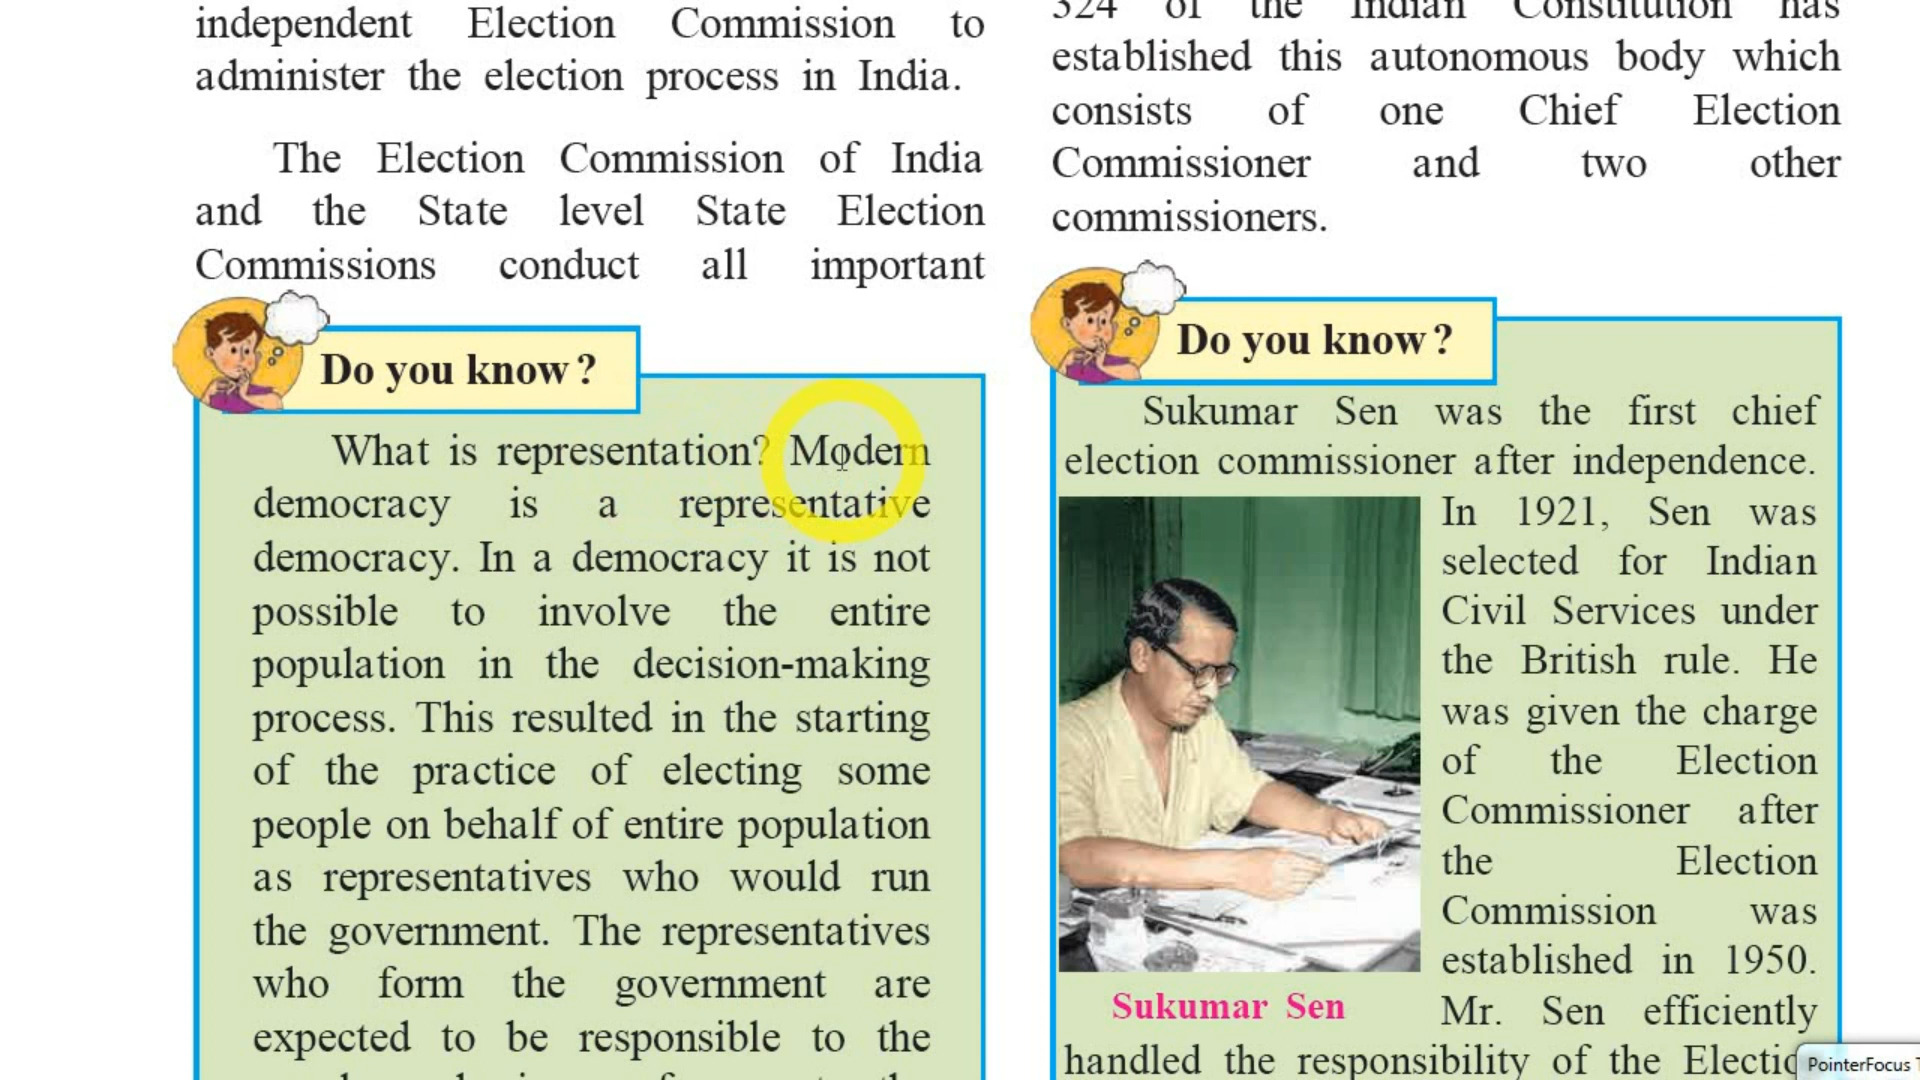 independent Election Commission to
administer the election process in India.
The Election Commission of India
and the State level State Election
Commissions conduct all important
Do you know?
What is representation? Modern
democracy is a representative
democracy. In a democracy it is not
possible to involve the entire
population in the decision-making
process. This resulted in the starting
of the practice of electing some
people on behalf of entire population
as representatives who would run
the government. The representatives
who form the government are
expected to be responsible to the
324 of the Indian Constitution has
established this autonomous body which
consists of one Chief Election
Commissioner and two other
commissioners.
Do you know?
Sukumar Sen was the first chief
election commissioner after independence.
In 1921, Sen was
selected for Indian
Civil Services under
the British rule. He
was given the charge
of the Election
Commissioner after
the Election
Commission was
established in 1950.
Mr. Sen efficiently
Sukumar Sen
handled the responsibility of the
PointerFocus